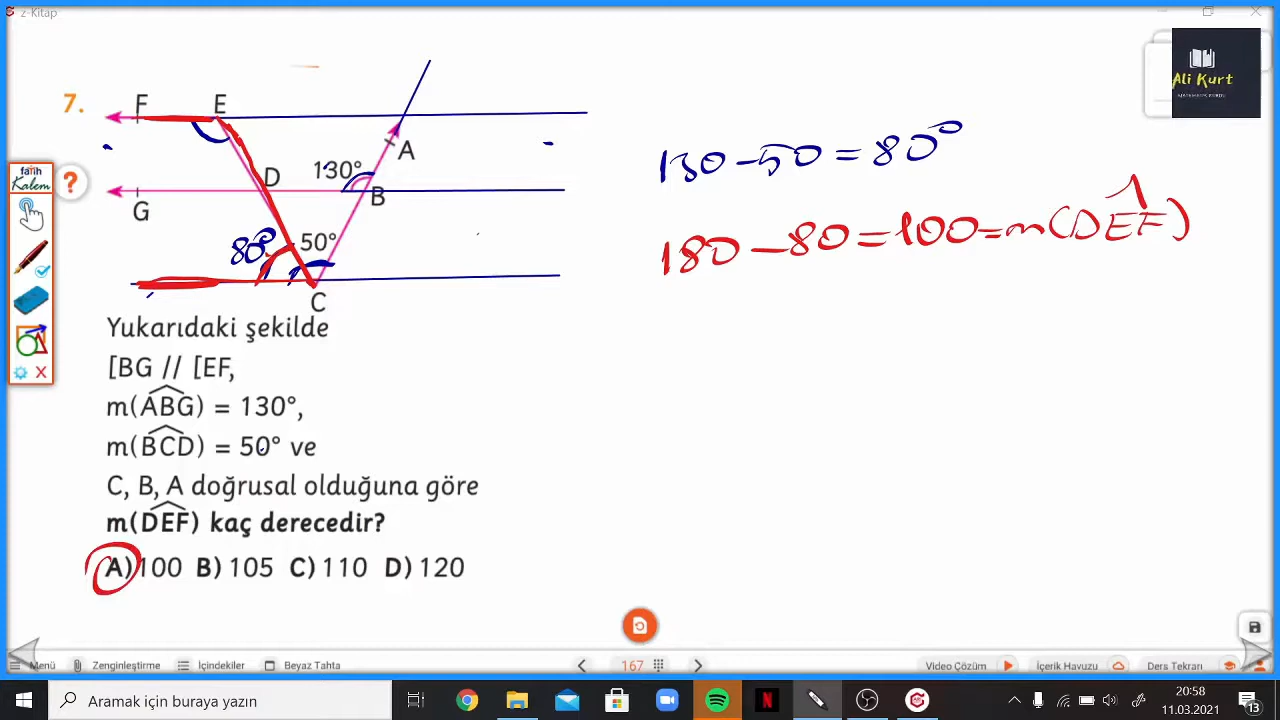 z-Kitap
Ali Kurt
7.
F
E
A
130°
D
B
G
fatih
Kalem
?
80°
50°
C
130 - 50 = 80°
180 - 80 = 100 = m(DEF)
Yukarıdaki şekilde
[BG // [EF,
m(ABG) = 130°,
m(BCD) = 50° ve
C, B, A doğrusal olduğuna göre
m(DEF) kaç derecedir?
A) 100 B) 105 C) 110 D) 120
Menü Zenginleştirme İçindekiler Beyaz Tahta 167 Video Çözüm İçerik Havuzu Ders Tekrarı
Aramak için buraya yazın
20:58
11.03.2021
13